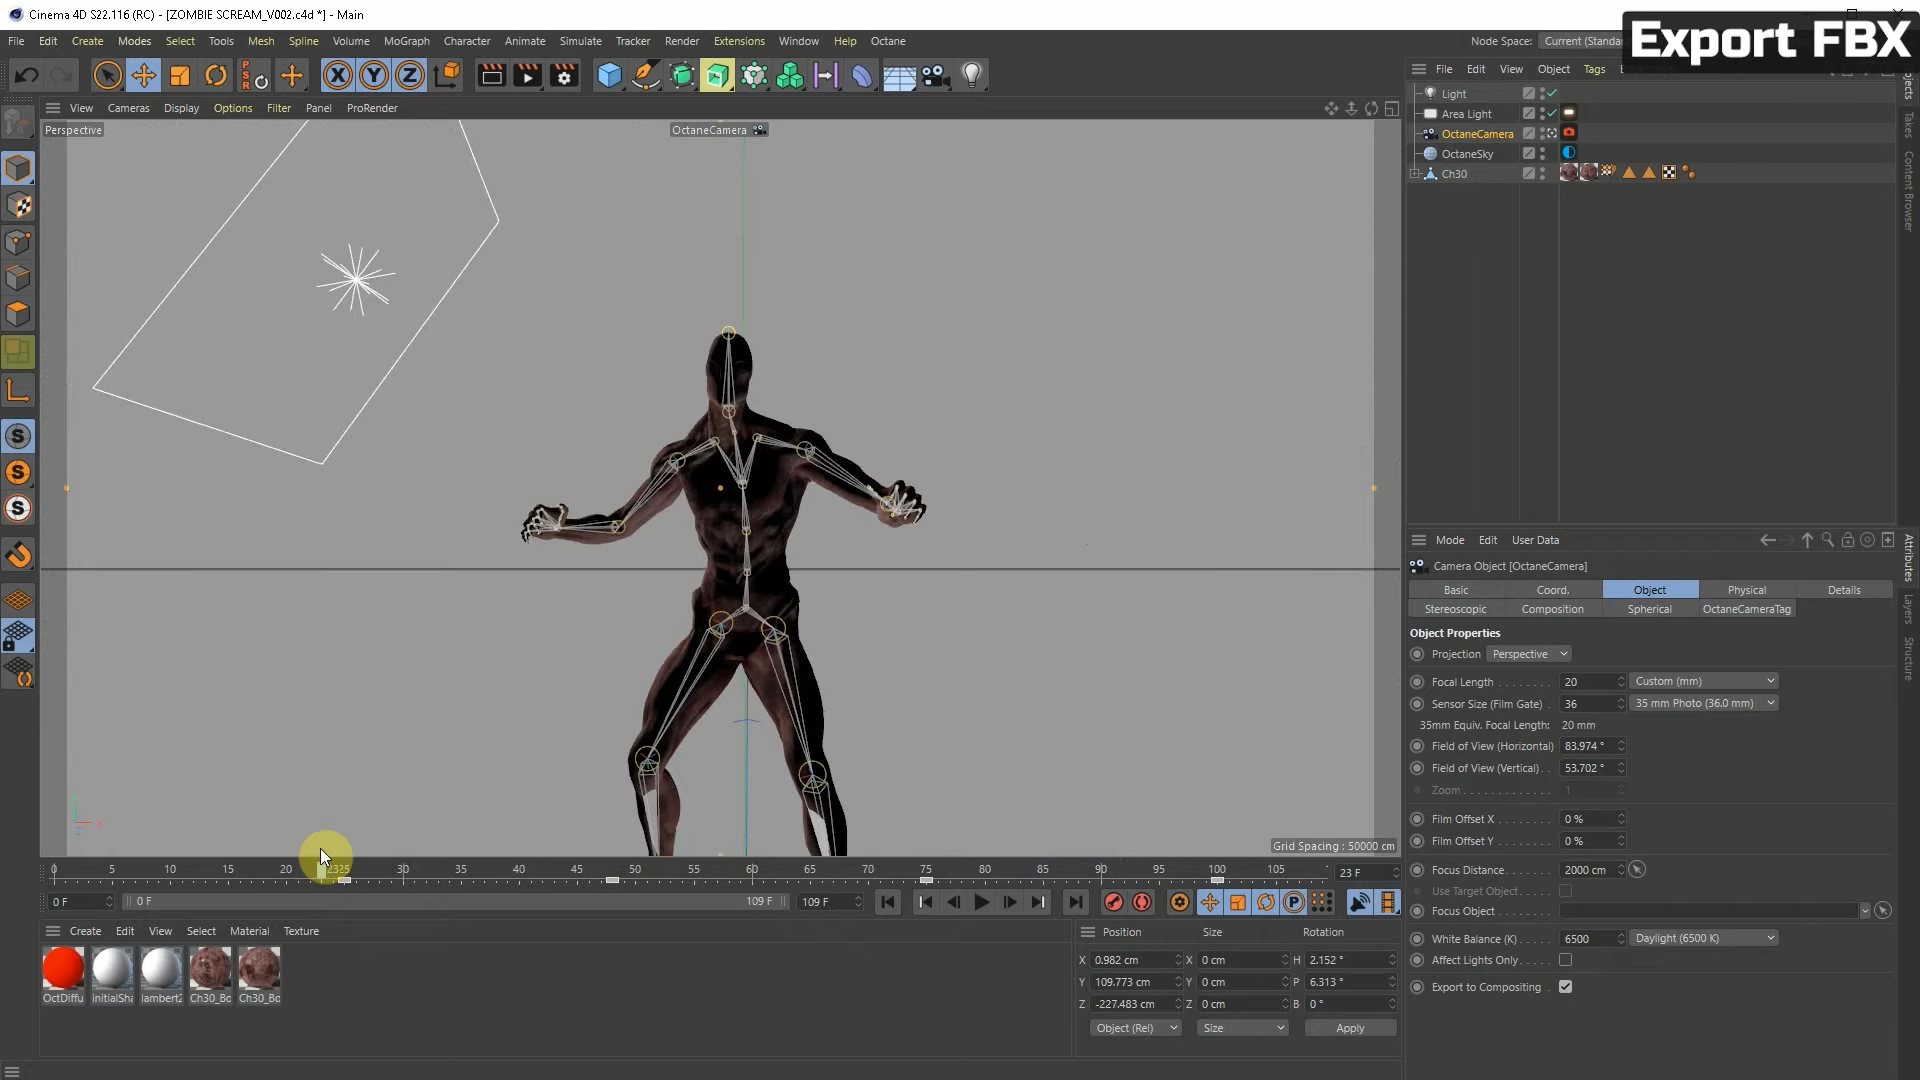 Cinema 4D S22.116 (RC) - [ZOMBIE SCREAM_V002.c4d *] - Main
Export FBX
File Edit Create Modes Select Tools Mesh Spline Volume MoGraph Character Animate Simulate Tracker Render Extensions Window Help Octane
Node Space: Current (Standa
File Edit View Object Tags
View Cameras Display Options Filter Panel ProRender
Perspective
OctaneCamera
Light
Area Light
OctaneCamera
OctaneSky
Ch30
Takes
Content Browser
Grid Spacing : 50000 cm
Mode Edit User Data
Camera Object [OctaneCamera]
Basic Coord. Object Physical Details
Stereoscopic Composition Spherical OctaneCameraTag
Object Properties
Projection Perspective
Focal Length . . . . . . . . 20 Custom (mm)
Sensor Size (Film Gate) . 36 35 mm Photo (36.0 mm)
35mm Equiv. Focal Length: 20 mm
Field of View (Horizontal) 83.974 °
Field of View (Vertical) . . 53.702 °
Zoom . . . . . . . . . . . . . 1
Film Offset X . . . . . . . . 0 %
Film Offset Y . . . . . . . . 0 %
Focus Distance . . . . . . . 2000 cm
Use Target Object . . . . .
Focus Object . . . . . . . .
White Balance (K) . . . . . 6500 Daylight (6500 K)
Affect Lights Only . . . . .
Export to Compositing .
Attributes
Layers
Structure
0 5 10 15 20 2325 30 35 40 45 50 55 60 65 70 75 80 85 90 95 100 105
23 F
0 F 0 F 109 F 109 F
Create Edit View Select Material Texture
OctDiffu initialSha lambert2 Ch30_Bo Ch30_Bo
Position Size Rotation
X 0.982 cm X 0 cm H 2.152 °
Y 109.773 cm Y 0 cm P 6.313 °
Z -227.483 cm Z 0 cm B 0 °
Object (Rel) Size Apply